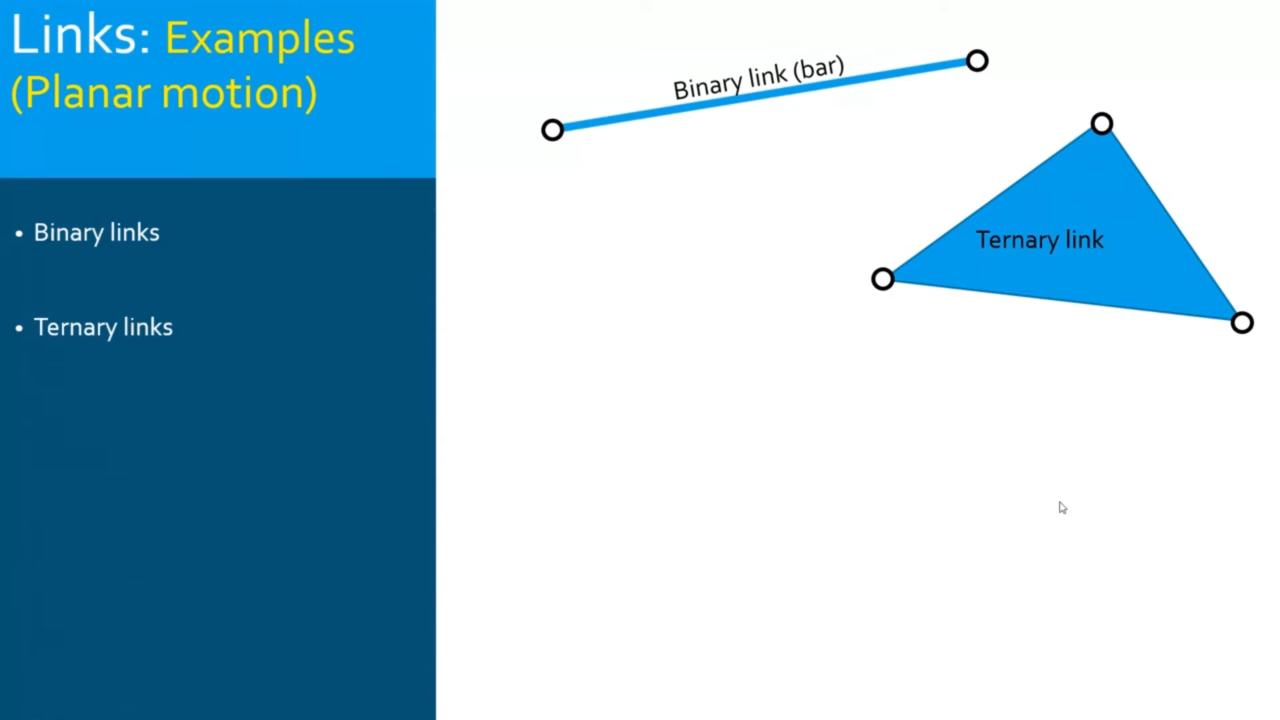 Links: Examples
(Planar motion)
• Binary links
• Ternary links
Binary link (bar)
Ternary link